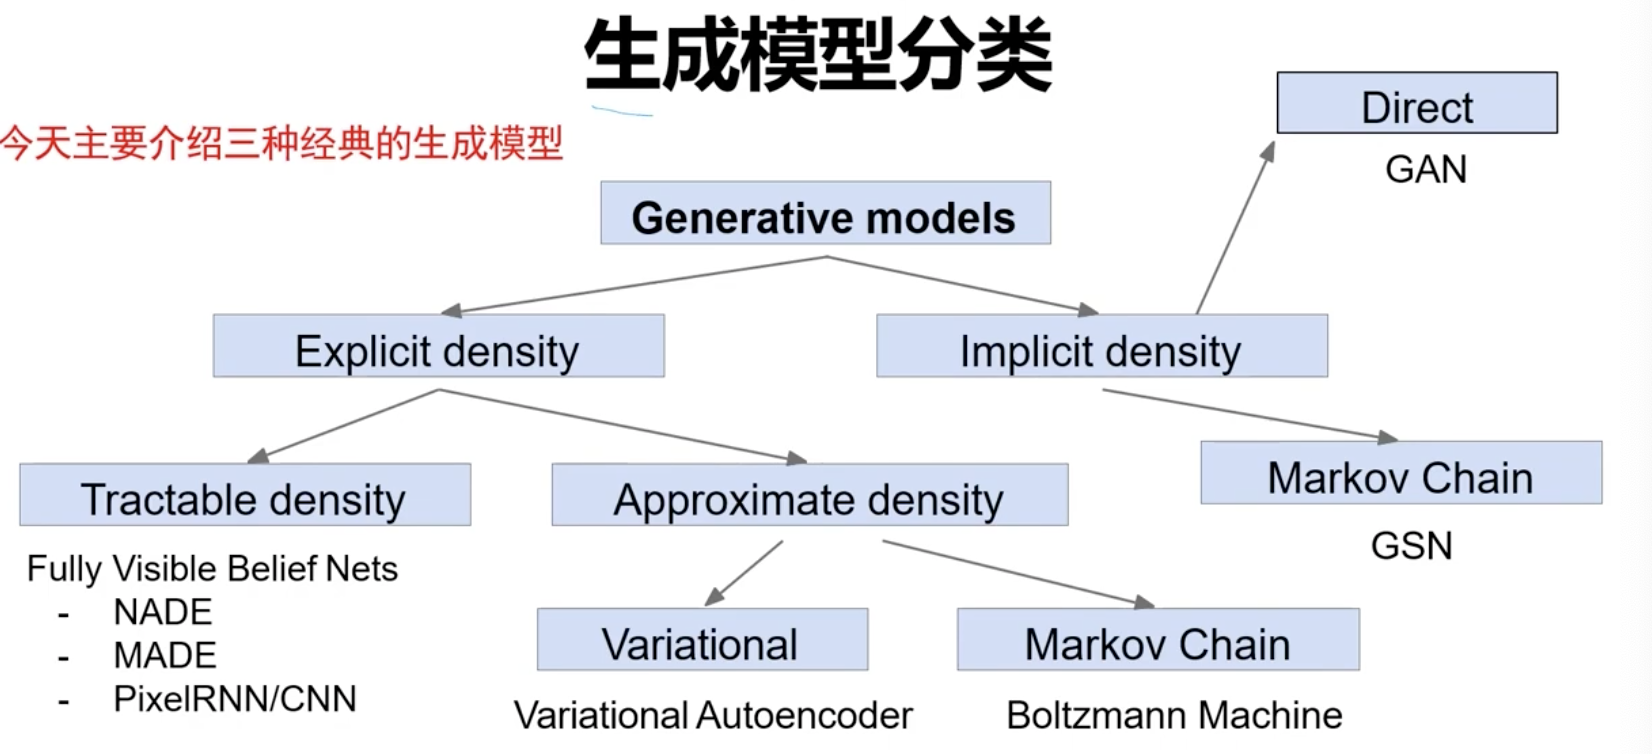 生成模型分类
今天主要介绍三种经典的生成模型
Direct
GAN
Generative models
Explicit density
Implicit density
Tractable density
Approximate density
Markov Chain
GSN
Fully Visible Belief Nets
- NADE
- MADE
- PixelRNN/CNN
Variational
Markov Chain
Variational Autoencoder
Boltzmann Machine